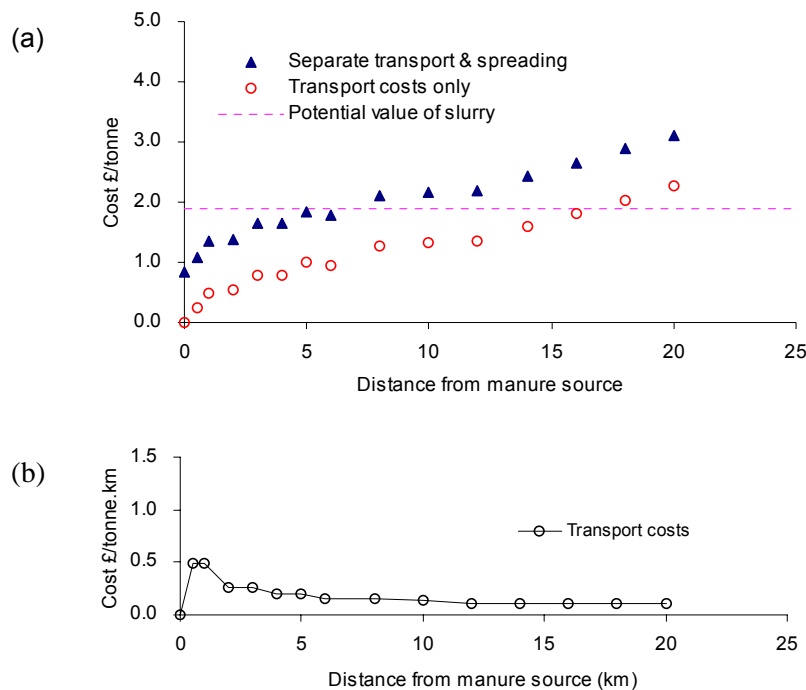 (a)
5.0
4.0
3.0
2.0
1.0
0.0
Cost £/tonne
Separate transport & spreading
Transport costs only
Potential value of slurry
0 5 10 15 20 25
Distance from manure source
(b)
1.5
1.0
0.5
0.0
Cost £/tonne.km
Transport costs
0 5 10 15 20 25
Distance from manure source (km)